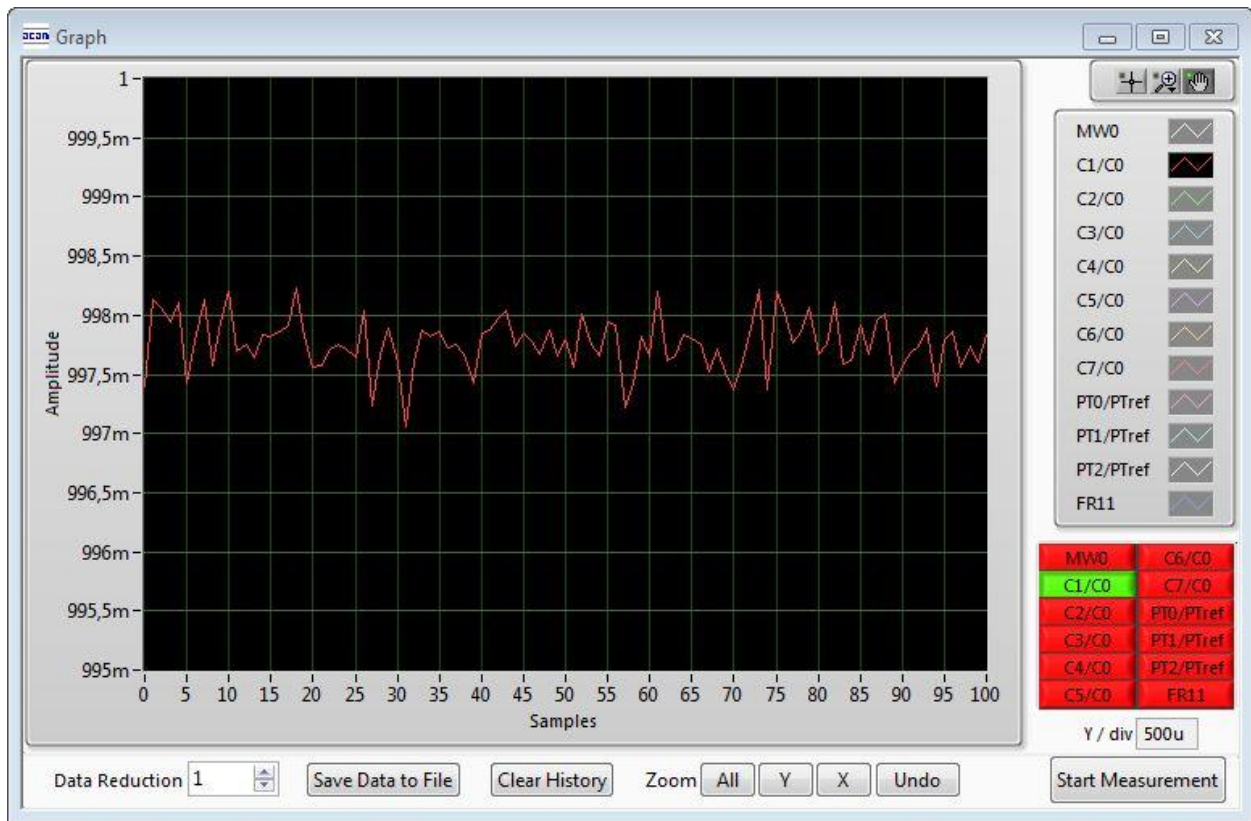 acam Graph
1
999,5m
999m
998,5m
998m
997,5m
997m
996,5m
996m
995,5m
995m
Amplitude
0 5 10 15 20 25 30 35 40 45 50 55 60 65 70 75 80 85 90 95 100
Samples
MW0
C1/C0
C2/C0
C3/C0
C4/C0
C5/C0
C6/C0
C7/C0
PT0/PTref
PT1/PTref
PT2/PTref
FR11
MW0 C6/C0
C1/C0 C7/C0
C2/C0 PT0/PTref
C3/C0 PT1/PTref
C4/C0 PT2/PTref
C5/C0 FR11
Y / div 500u
Data Reduction 1 Save Data to File Clear History Zoom All Y X Undo Start Measurement